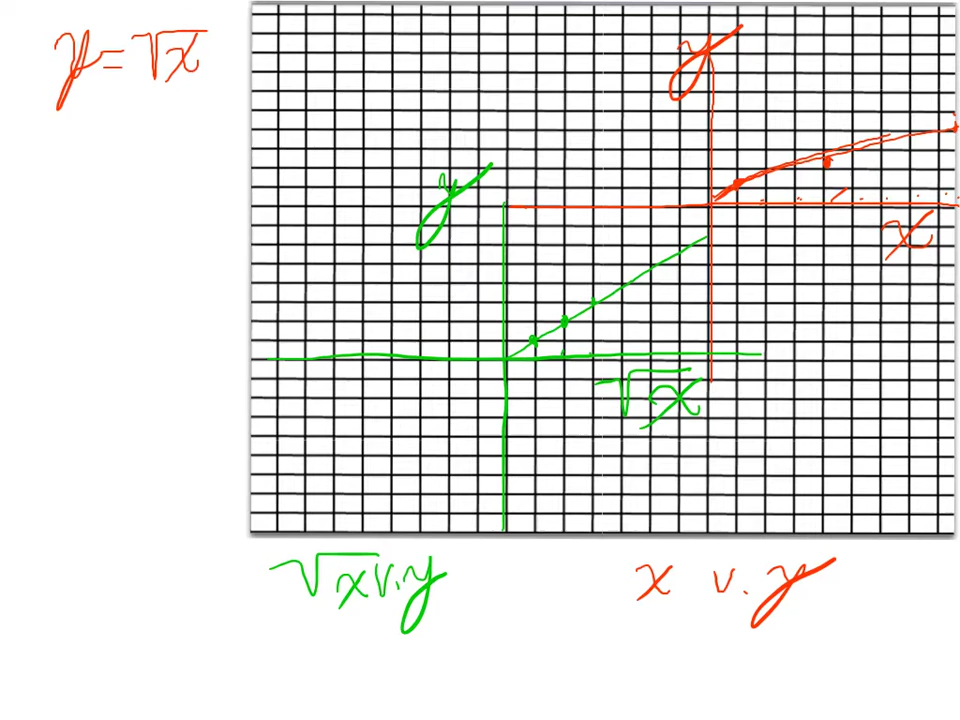 y = √x
y
y
x
√x
√x v. y
x v. y